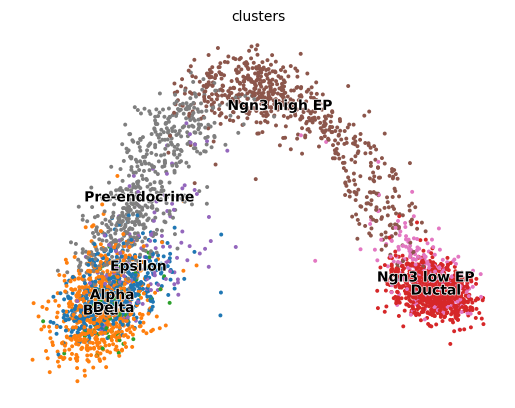 clusters
Ngn3 high EP
Pre-endocrine
Epsilon
Ngn3 low EP
Ductal
Alpha
Delta